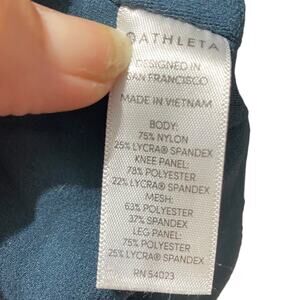 ATHLETA
DESIGNED IN
SAN FRANCISCO
MADE IN VIETNAM
BODY:
75% NYLON
25% LYCRA® SPANDEX
KNEE PANEL:
78% POLYESTER
22% LYCRA® SPANDEX
MESH:
63% POLYESTER
37% SPANDEX
LEG PANEL:
75% POLYESTER
25% LYCRA® SPANDEX
RN 54023